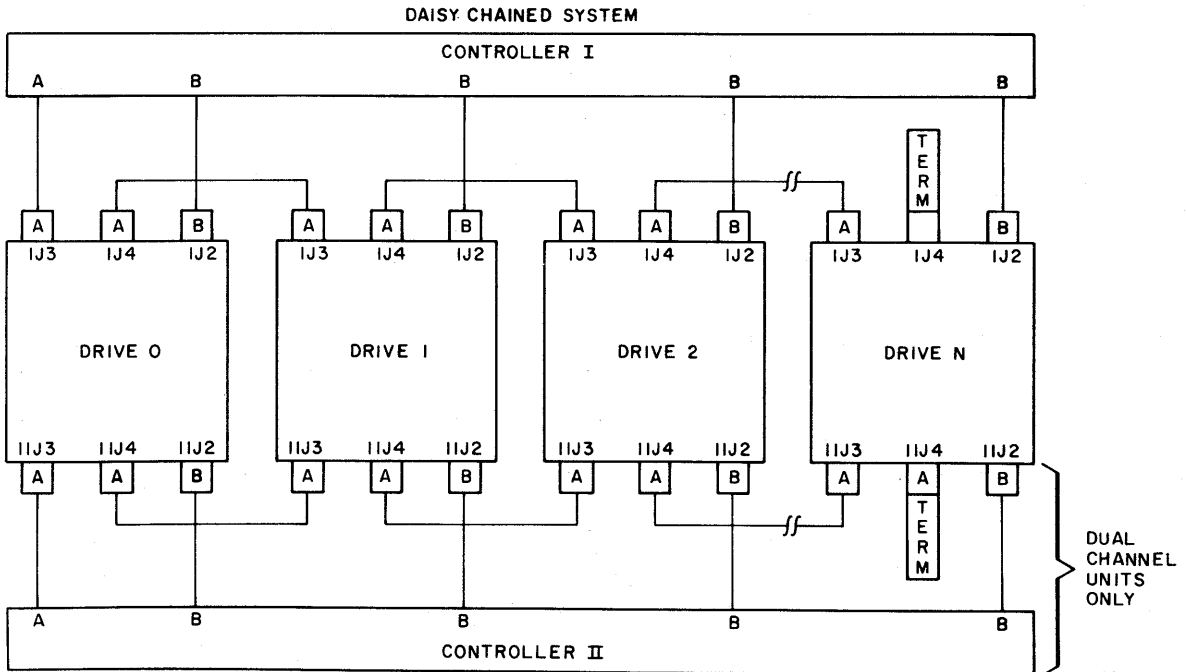 DAISY CHAINED SYSTEM
CONTROLLER I
A B B B B
TERM
A A B A A B A A B A B
IJ3 IJ4 IJ2 IJ3 IJ4 IJ2 IJ3 IJ4 IJ2 IJ3 IJ4 IJ2
DRIVE 0 DRIVE 1 DRIVE 2 DRIVE N
IIJ3 IIJ4 IIJ2 IIJ3 IIJ4 IIJ2 IIJ3 IIJ4 IIJ2 IIJ3 IIJ4 IIJ2
A A B A A B A A B A A B
TERM
DUAL
CHANNEL
UNITS
ONLY
A B B B B
CONTROLLER II